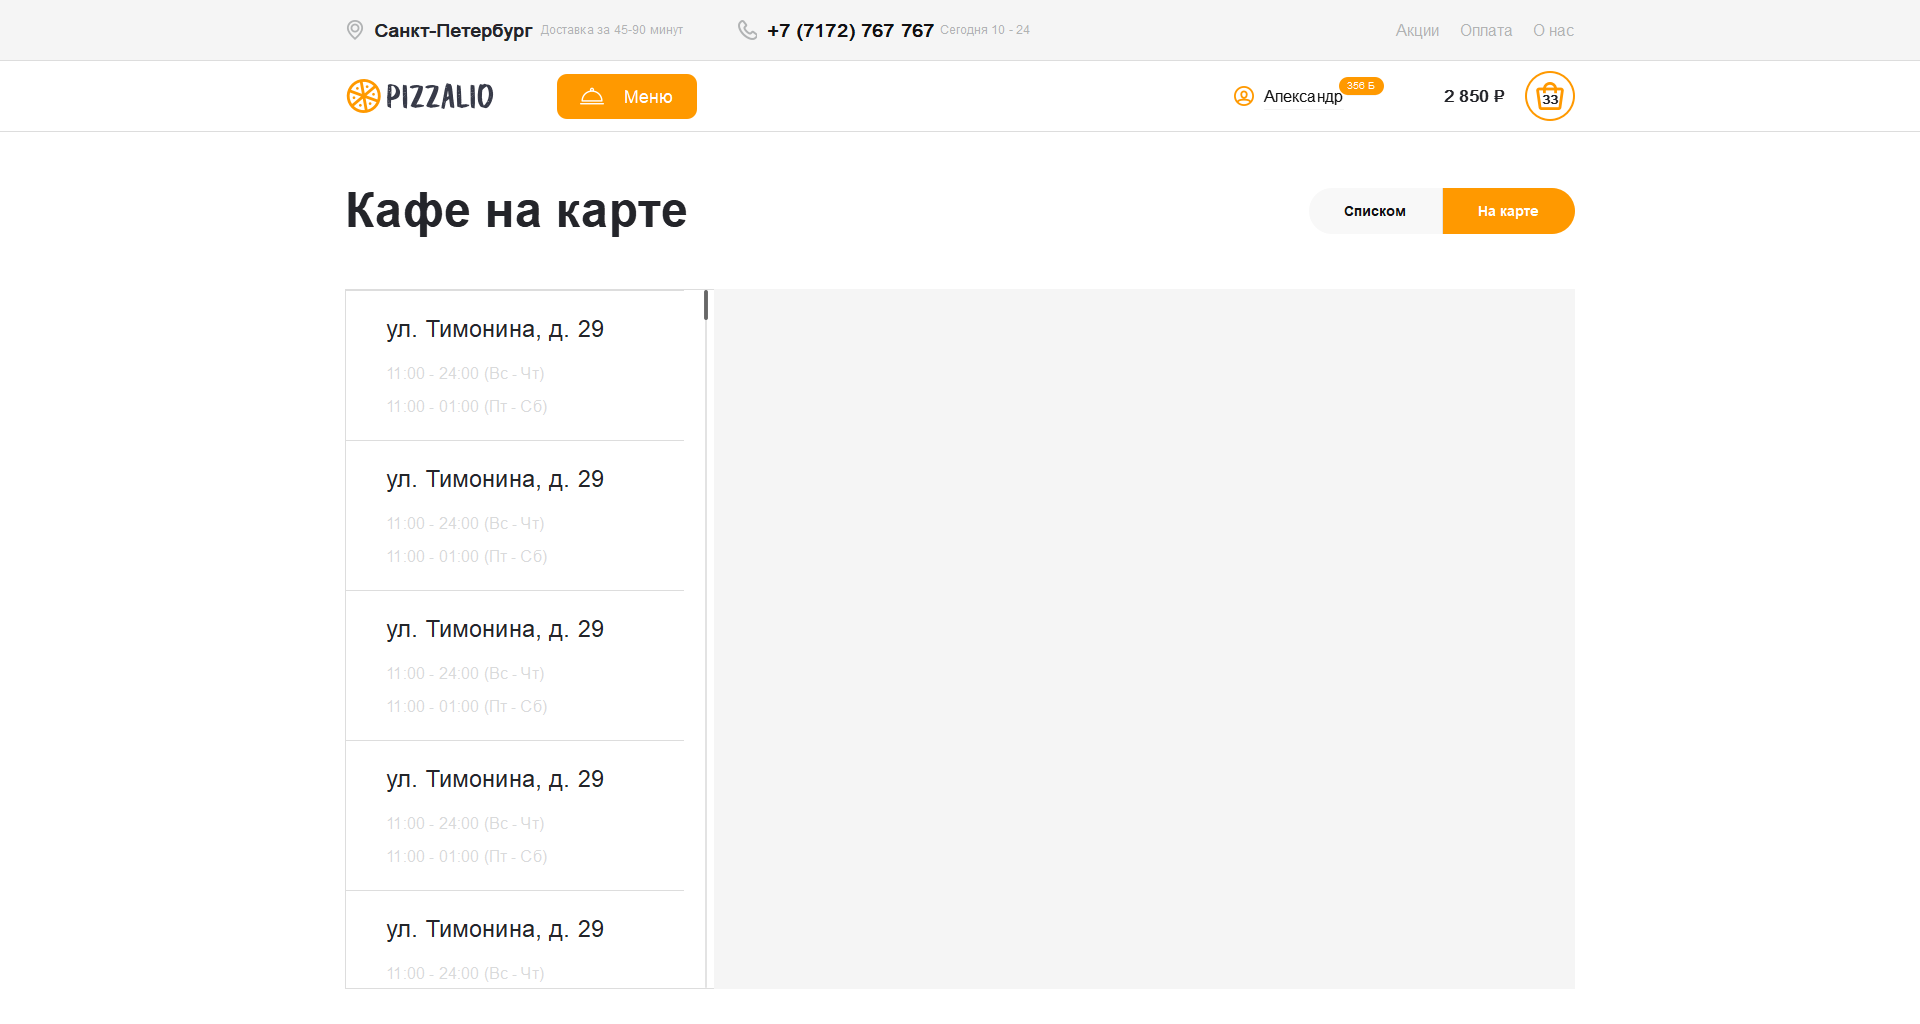 Санкт-Петербург Доставка за 45-90 минут +7 (7172) 767 767 Сегодня 10 - 24 Акции Оплата О нас
PIZZALIO Меню Александр 356 Б 2 850 ₽ 33
Кафе на карте Списком На карте
ул. Тимонина, д. 29
11:00 - 24:00 (Вс - Чт)
11:00 - 01:00 (Пт - Сб)
ул. Тимонина, д. 29
11:00 - 24:00 (Вс - Чт)
11:00 - 01:00 (Пт - Сб)
ул. Тимонина, д. 29
11:00 - 24:00 (Вс - Чт)
11:00 - 01:00 (Пт - Сб)
ул. Тимонина, д. 29
11:00 - 24:00 (Вс - Чт)
11:00 - 01:00 (Пт - Сб)
ул. Тимонина, д. 29
11:00 - 24:00 (Вс - Чт)